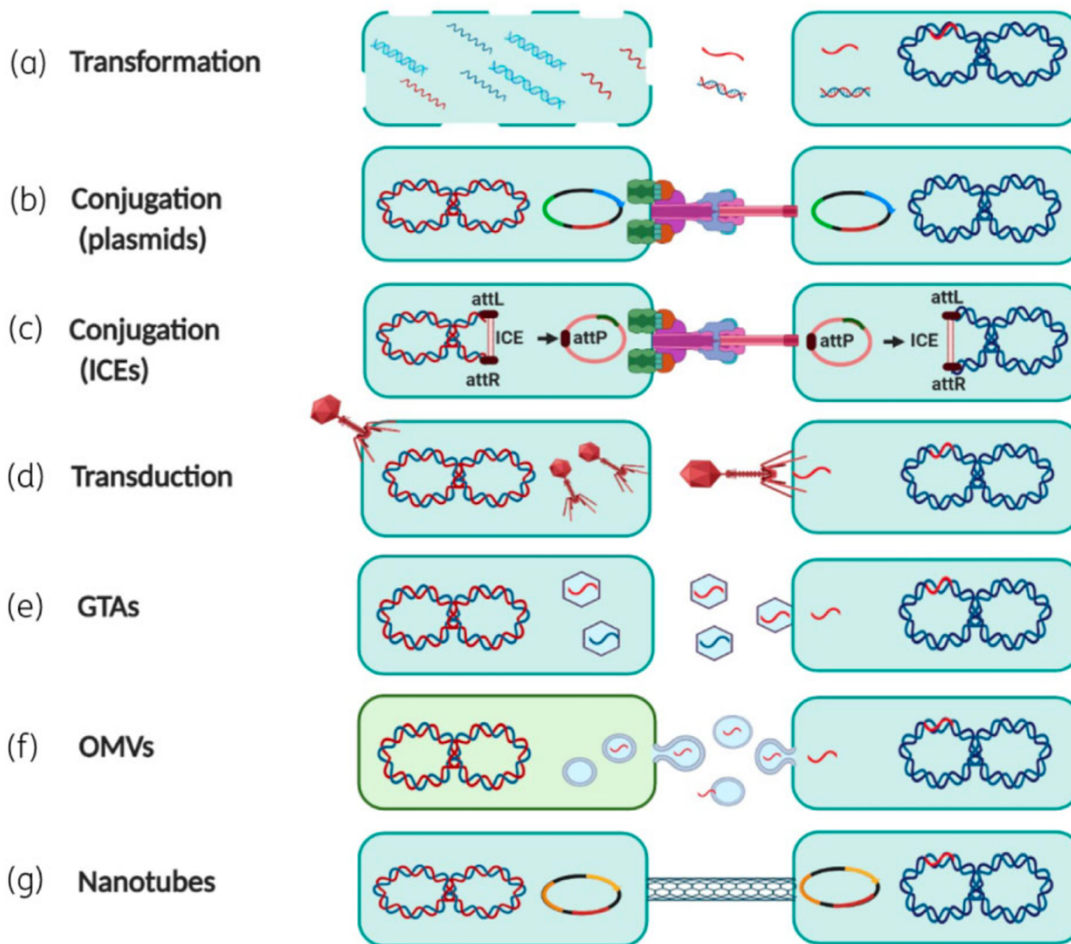 (a) Transformation
(b) Conjugation
(plasmids)
(c) Conjugation
(ICEs)
attL
ICE
attP
attR
attP
attL
ICE
attR
(d) Transduction
(e) GTAs
(f) OMVs
(g) Nanotubes